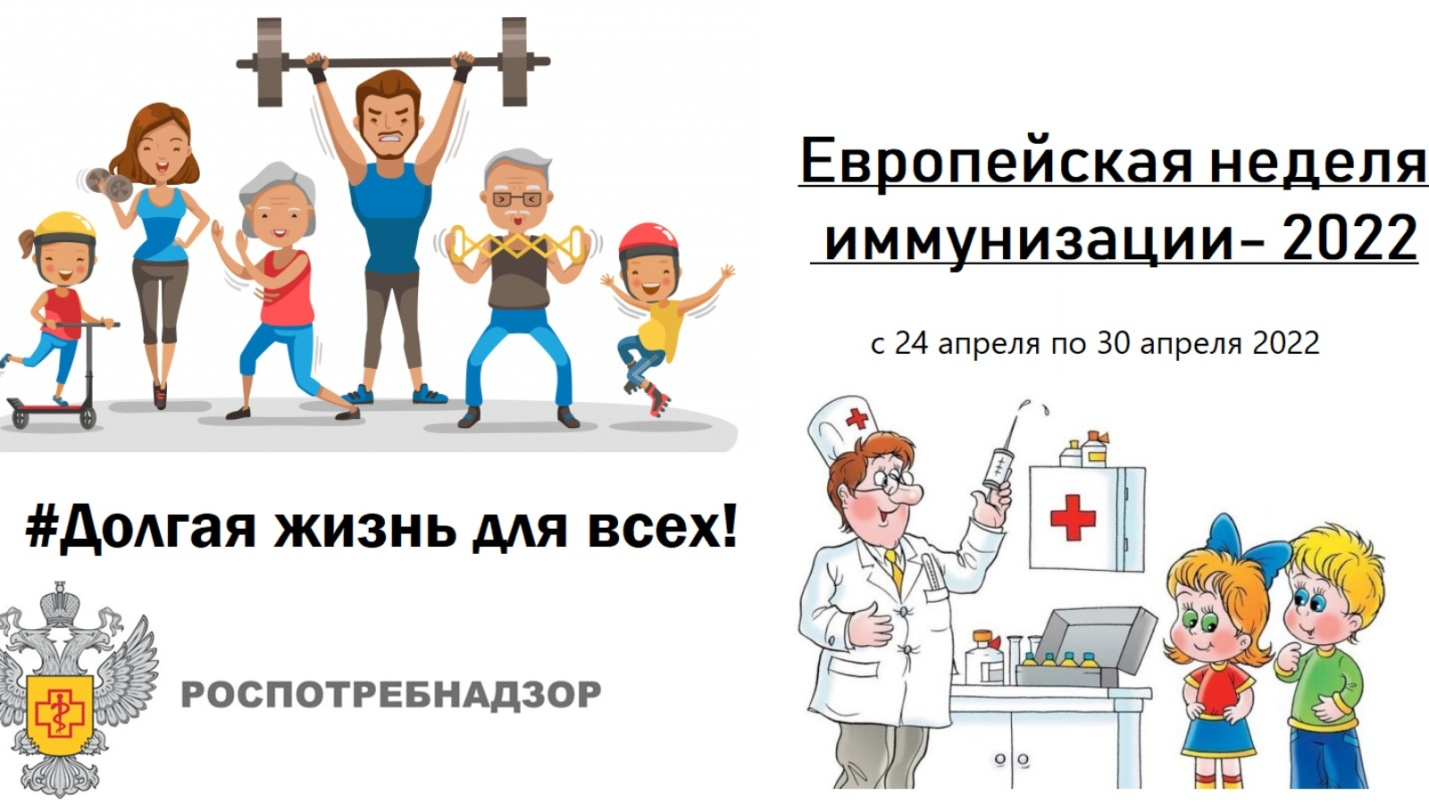 Европейская неделя
иммунизации- 2022
с 24 апреля по 30 апреля 2022
#Долгая жизнь для всех!
РОСПОТРЕБНАДЗОР